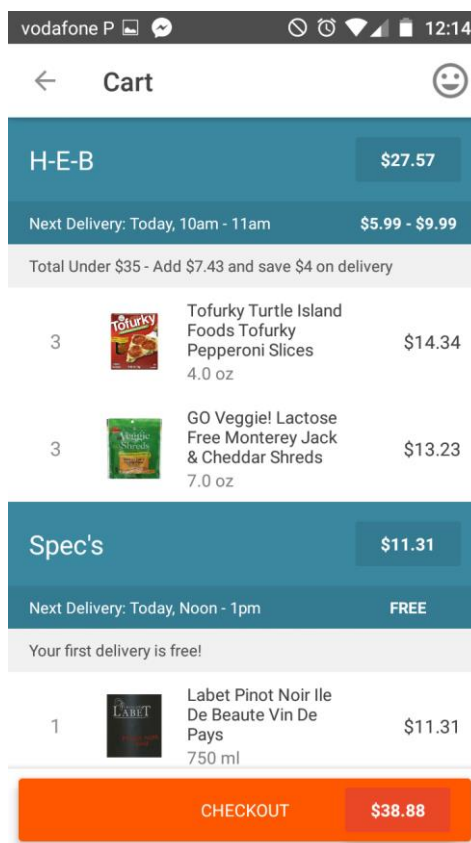 vodafone P 12:14
Cart
H-E-B $27.57
Next Delivery: Today, 10am - 11am $5.99 - $9.99
Total Under $35 - Add $7.43 and save $4 on delivery
Tofurky
3 Tofurky Turtle Island
Foods Tofurky
Pepperoni Slices $14.34
4.0 oz
Veggie
Shreds
3 GO Veggie! Lactose
Free Monterey Jack
& Cheddar Shreds $13.23
7.0 oz
Spec's $11.31
Next Delivery: Today, Noon - 1pm FREE
Your first delivery is free!
LABET
1 Labet Pinot Noir Ile
De Beaute Vin De
Pays $11.31
750 ml
CHECKOUT $38.88